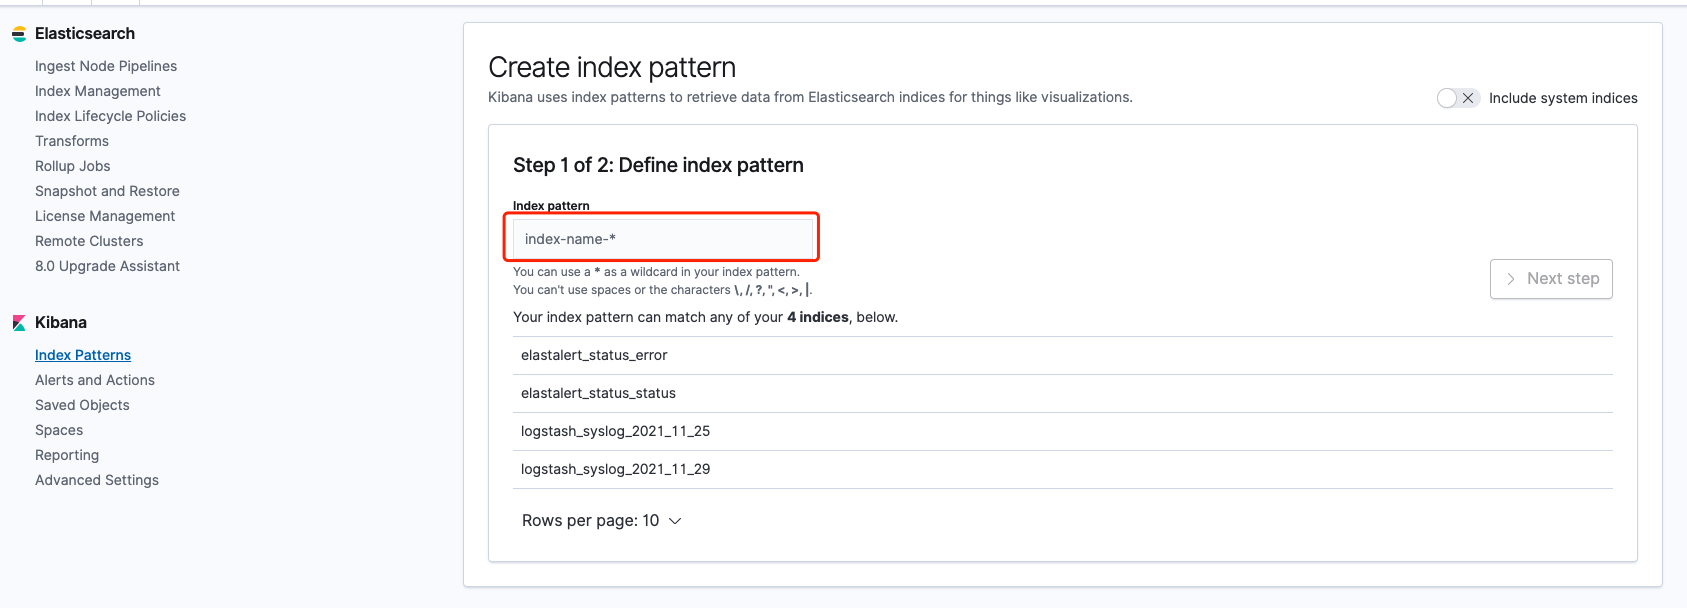 Elasticsearch
Ingest Node Pipelines
Index Management
Index Lifecycle Policies
Transforms
Rollup Jobs
Snapshot and Restore
License Management
Remote Clusters
8.0 Upgrade Assistant
Kibana
Index Patterns
Alerts and Actions
Saved Objects
Spaces
Reporting
Advanced Settings
Create index pattern
Kibana uses index patterns to retrieve data from Elasticsearch indices for things like visualizations.
Include system indices
Step 1 of 2: Define index pattern
Index pattern
index-name-*
You can use a * as a wildcard in your index pattern.
You can't use spaces or the characters \, /, ?, ", <, >, |.
Next step
Your index pattern can match any of your 4 indices, below.
elastalert_status_error
elastalert_status_status
logstash_syslog_2021_11_25
logstash_syslog_2021_11_29
Rows per page: 10